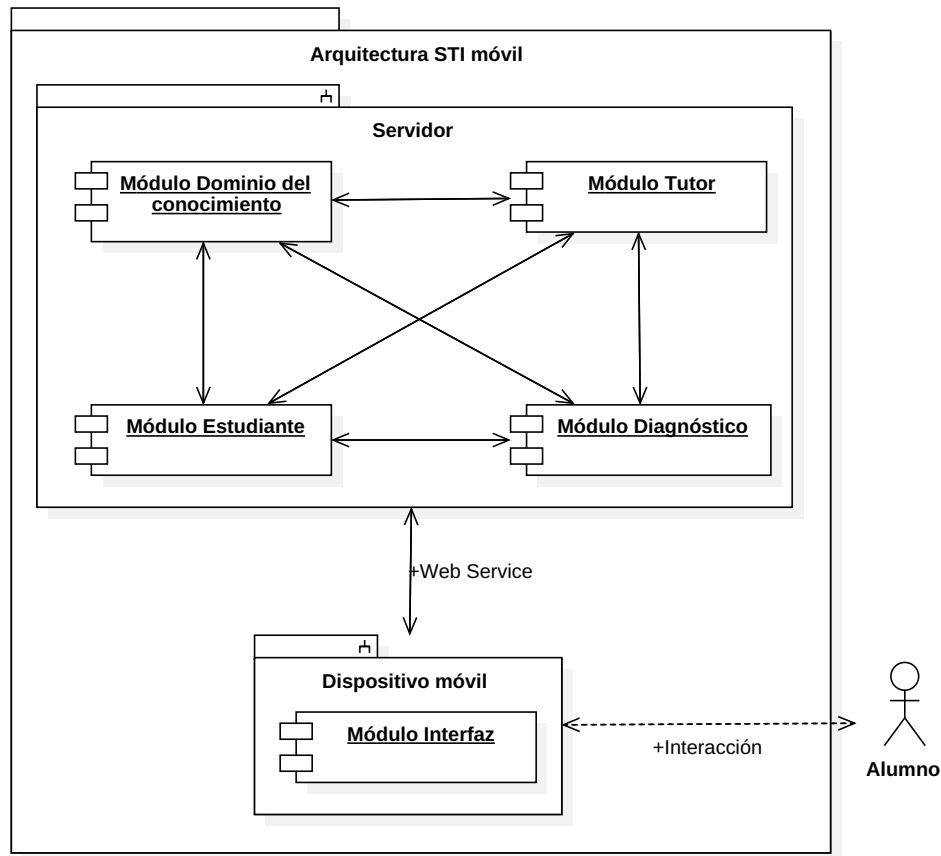 Arquitectura STI móvil
Servidor
Módulo Dominio del
conocimiento
Módulo Tutor
Módulo Estudiante
Módulo Diagnóstico
+Web Service
Dispositivo móvil
Módulo Interfaz
+Interacción
Alumno